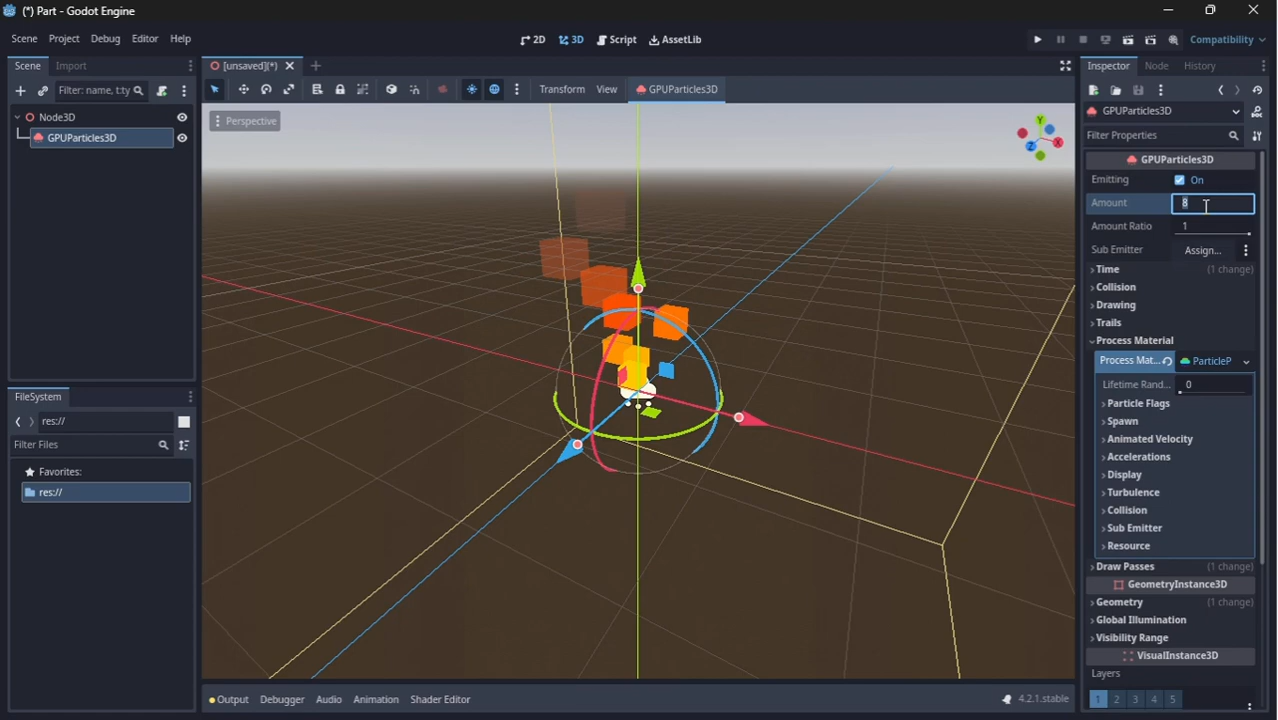 (*) Part - Godot Engine
Scene Project Debug Editor Help
2D 3D Script AssetLib
Compatibility
Scene Import
[unsaved](*)
Inspector Node History
Filter: name, t:ty
Transform View GPUParticles3D
Node3D
GPUParticles3D
Perspective
Y
X
Z
GPUParticles3D
Filter Properties
GPUParticles3D
Emitting On
Amount 8
Amount Ratio 1
Sub Emitter Assign...
Time (1 change)
Collision
Drawing
Trails
Process Material
Process Mat... ParticleP
Lifetime Rand... 0
Particle Flags
Spawn
Animated Velocity
Accelerations
Display
Turbulence
Collision
Sub Emitter
Resource
Draw Passes (1 change)
GeometryInstance3D
Geometry (1 change)
Global Illumination
Visibility Range
VisualInstance3D
Layers
1 2 3 4 5
FileSystem
res://
Filter Files
Favorites:
res://
Output Debugger Audio Animation Shader Editor
4.2.1.stable